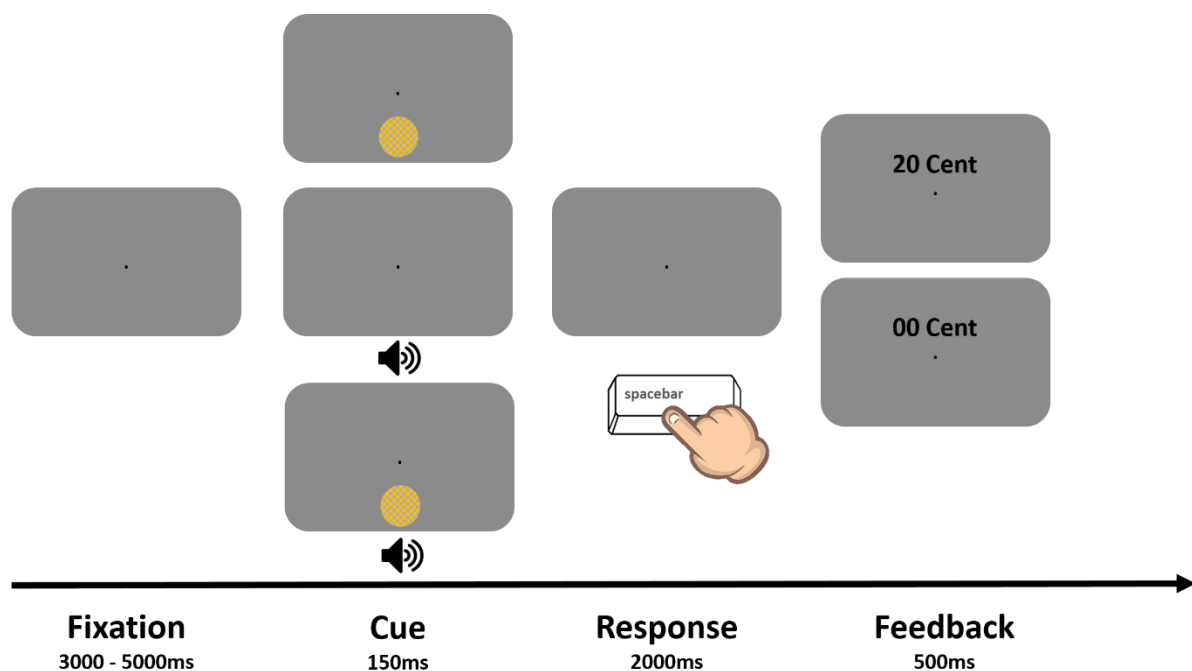 20 Cent
00 Cent
spacebar
Fixation
3000 - 5000ms
Cue
150ms
Response
2000ms
Feedback
500ms